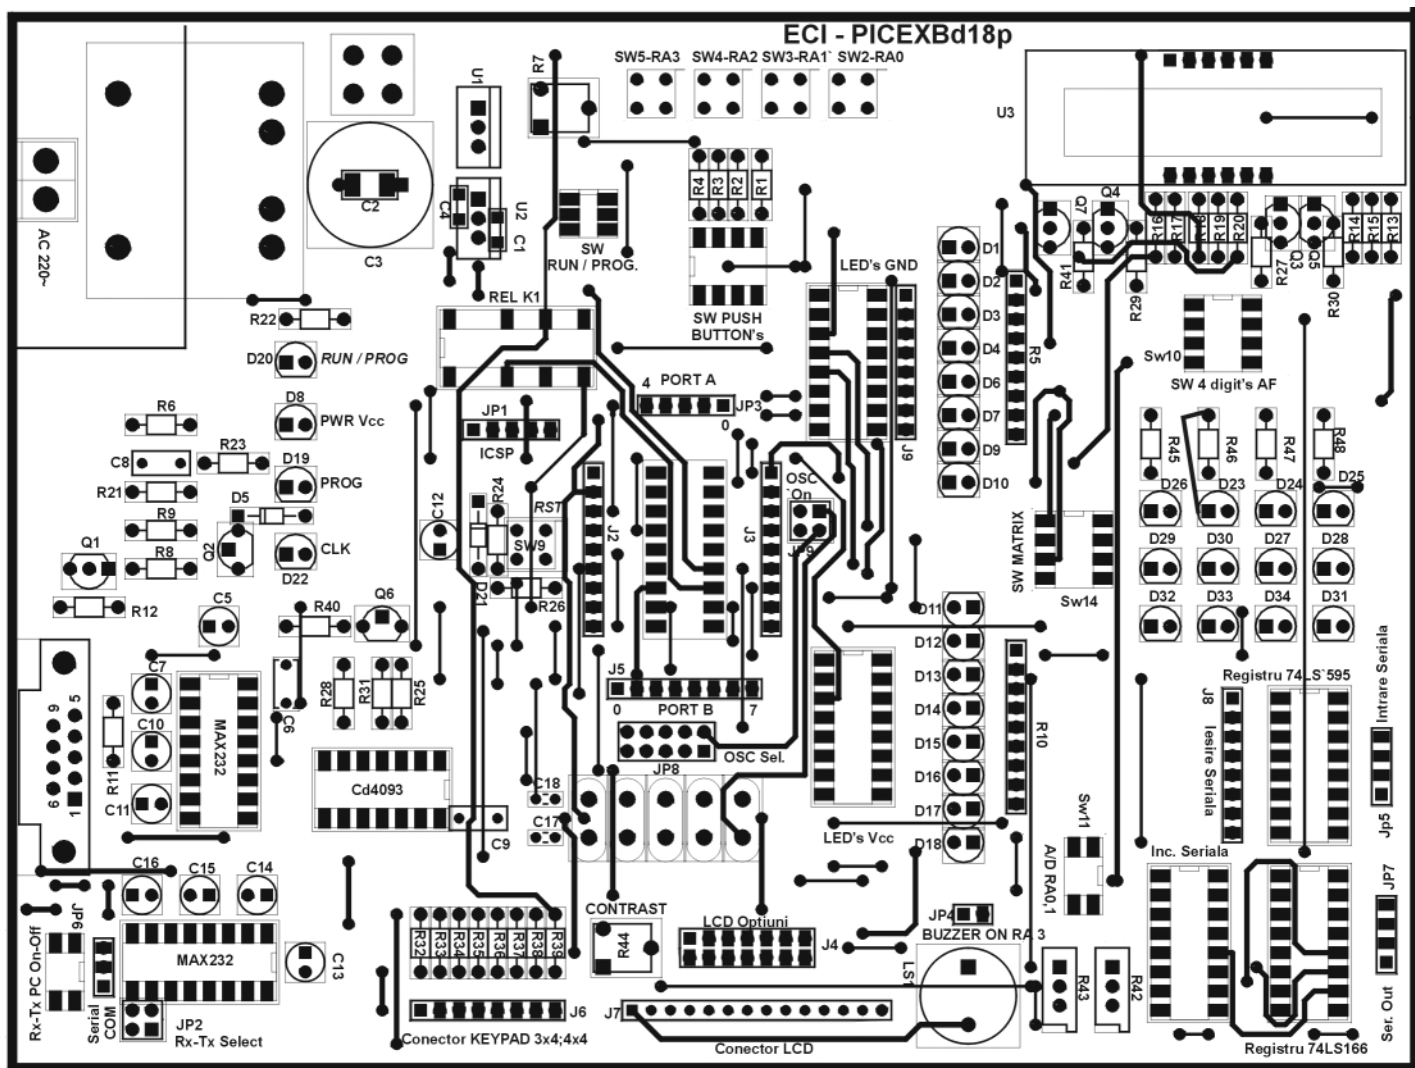 ECI - PICEXBd18p
SW5-RA3 SW4-RA2 SW3-RA1` SW2-RA0
U1
R7
U3
AC 220~
C2
C3
C4
U2
C1
SW
RUN / PROG.
R4 R3 R2 R1
SW PUSH
BUTTON's
LED's GND
D1
D2
D3
D4
D6
D7
D9
D10
Q7
Q4
R41
R29
R16 R17 R18 R19 R20
R27
Q3
Q5
R30
R14 R15 R13
R22
REL K1
D20
RUN / PROG
D8
PWR Vcc
D19
PROG
D22
CLK
R6
C8
R23
R21
D5
R9
R8
Q1
Q2
R12
C5
R40
Q6
JP1
ICSP
4 PORT A
JP3
0
J9
R5
Sw10
SW 4 digit's AF
R45 R46 R47 R48
D26 D23 D24 D25
D29 D30 D27 D28
D32 D33 D34 D31
SW MATRIX
Sw14
C12
R24
RST
SW9
D21
R26
J2
J3
OSC
`On
JP9
D11
D12
D13
D14
D15
D16
D17
D18
R10
C7
C10
C11
R11
MAX232
C6
R28
R31
R25
Cd4093
J5
0 PORT B 7
OSC Sel.
JP8
C18
C17
C9
LED's Vcc
Registru 74LS`595
J8
Iesire Seriala
Intrare Seriala
Jp5
Sw11
A/D RA0,1
Inc. Seriala
JP7
Ser. Out
5
9
6
1
C16
C15
C14
JP6
Rx-Tx PC On-Off
Serial
COM
MAX232
C13
JP2
Rx-Tx Select
R32 R33 R34 R35 R36 R37 R38 R39
J6
Conector KEYPAD 3x4;4x4
CONTRAST
R44
LCD Optiuni
J4
J7
Conector LCD
JP4
BUZZER ON RA 3
LS1
R43
R42
Registru 74LS166